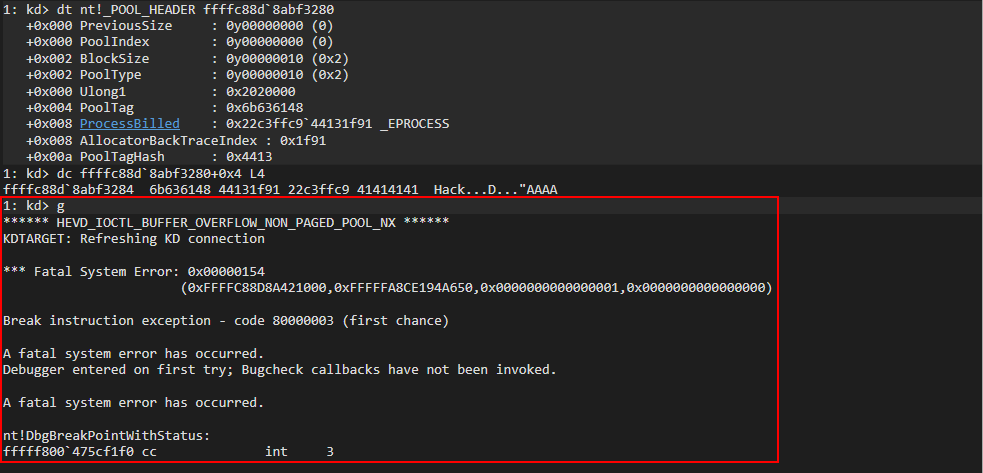 1: kd> dt nt!_POOL_HEADER ffffc88d`8abf3280
+0x000 PreviousSize     : 0y00000000 (0)
+0x000 PoolIndex        : 0y00000000 (0)
+0x002 BlockSize        : 0y00000010 (0x2)
+0x002 PoolType         : 0y00000010 (0x2)
+0x000 Ulong1           : 0x2020000
+0x004 PoolTag          : 0x6b636148
+0x008 ProcessBilled    : 0x22c3ffc9`44131f91 _EPROCESS
+0x008 AllocatorBackTraceIndex : 0x1f91
+0x00a PoolTagHash      : 0x4413
1: kd> dc ffffc88d`8abf3280+0x4 L4
ffffc88d`8abf3284  6b636148 44131f91 22c3ffc9 41414141  Hack...D..."AAAA
1: kd> g
****** HEVD_IOCTL_BUFFER_OVERFLOW_NON_PAGED_POOL_NX ******
KDTARGET: Refreshing KD connection
*** Fatal System Error: 0x00000154
(0xFFFFC88D8A421000,0xFFFFFA8CE194A650,0x0000000000000001,0x0000000000000000)
Break instruction exception - code 80000003 (first chance)
A fatal system error has occurred.
Debugger entered on first try; Bugcheck callbacks have not been invoked.
A fatal system error has occurred.
nt!DbgBreakPointWithStatus:
fffff800`475cf1f0 cc              int     3